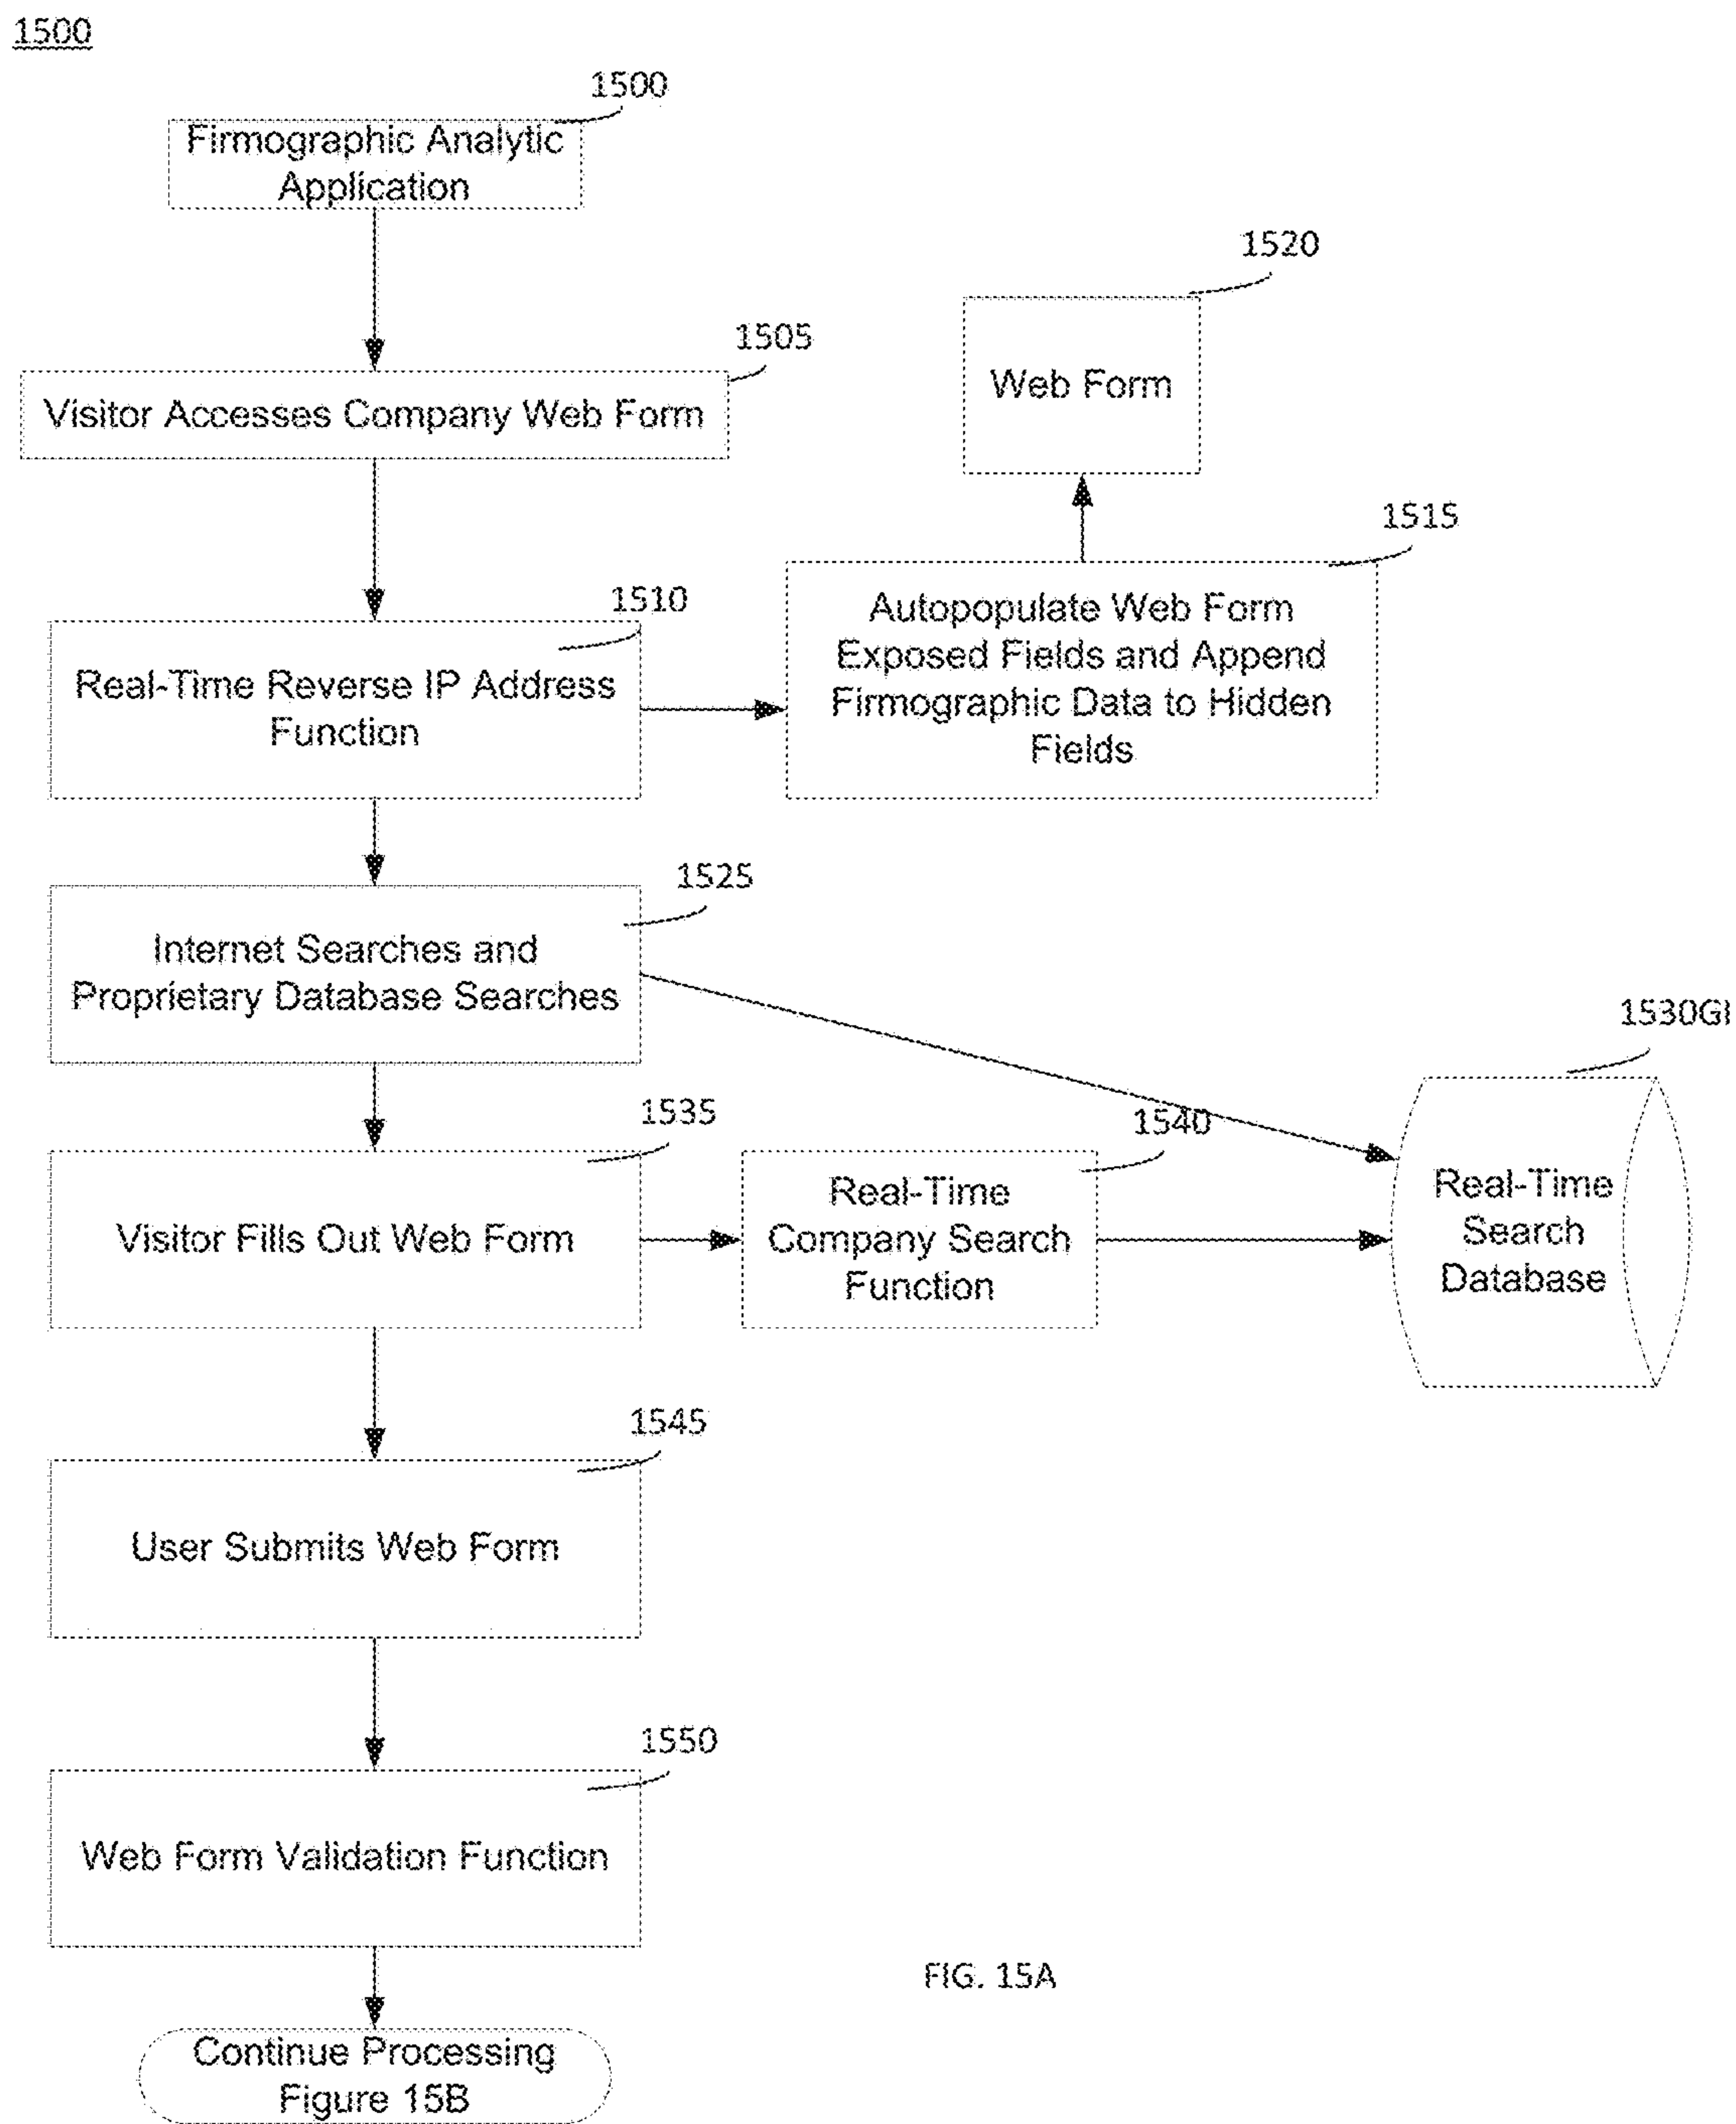 1500
1500
Firmographic Analytic
Application
1520
Web Form
1505
Visitor Accesses Company Web Form
1515
Autopopulate Web Form
Exposed Fields and Append
Firmographic Data to Hidden
Fields
1510
Real-Time Reverse IP Address
Function
1525
Internet Searches and
Proprietary Database Searches
1530GI
Real-Time
Search
Database
1535
Visitor Fills Out Web Form
1540
Real-Time
Company Search
Function
1545
User Submits Web Form
1550
Web Form Validation Function
FIG. 15A
Continue Processing
Figure 15B